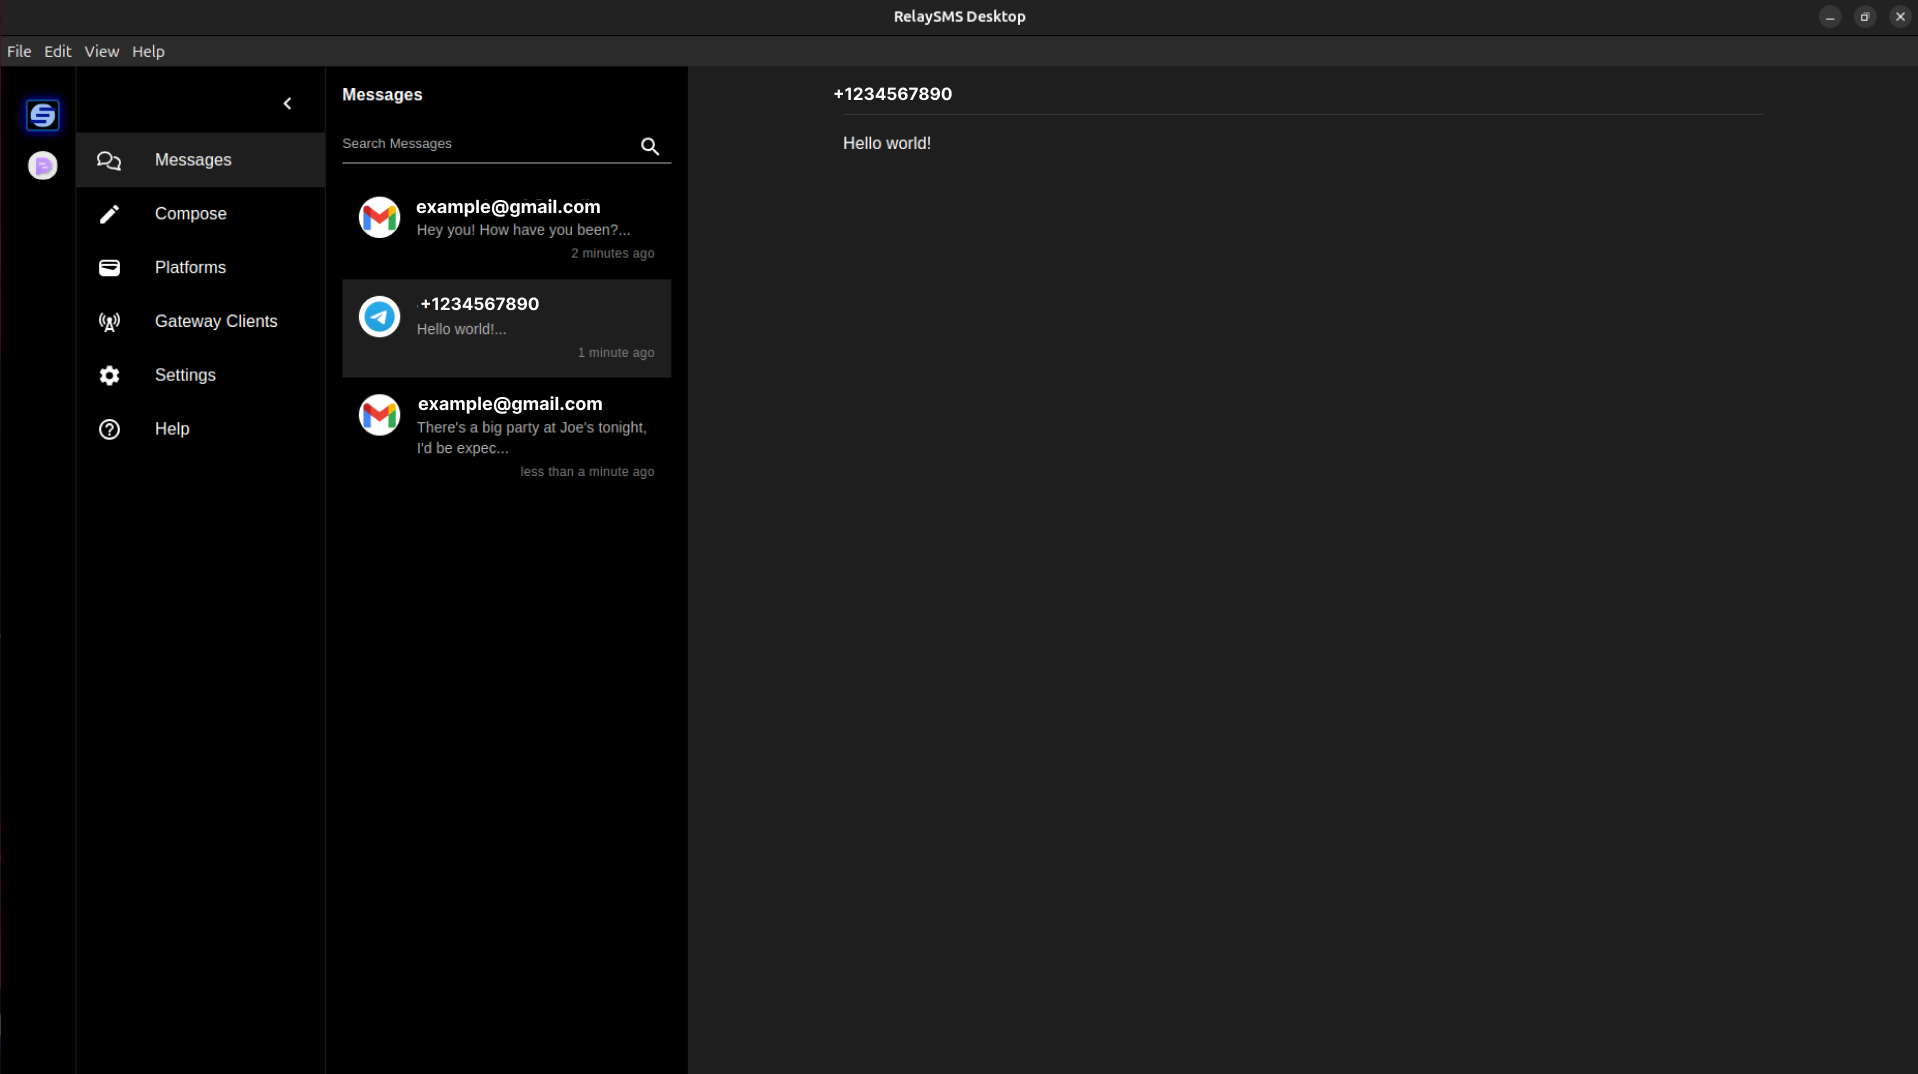 RelaySMS Desktop
File Edit View Help
Messages
Compose
Platforms
Gateway Clients
Settings
Help
Messages
Search Messages
example@gmail.com
Hey you! How have you been?...
2 minutes ago
+1234567890
Hello world!...
1 minute ago
example@gmail.com
There's a big party at Joe's tonight,
I'd be expec...
less than a minute ago
+1234567890
Hello world!